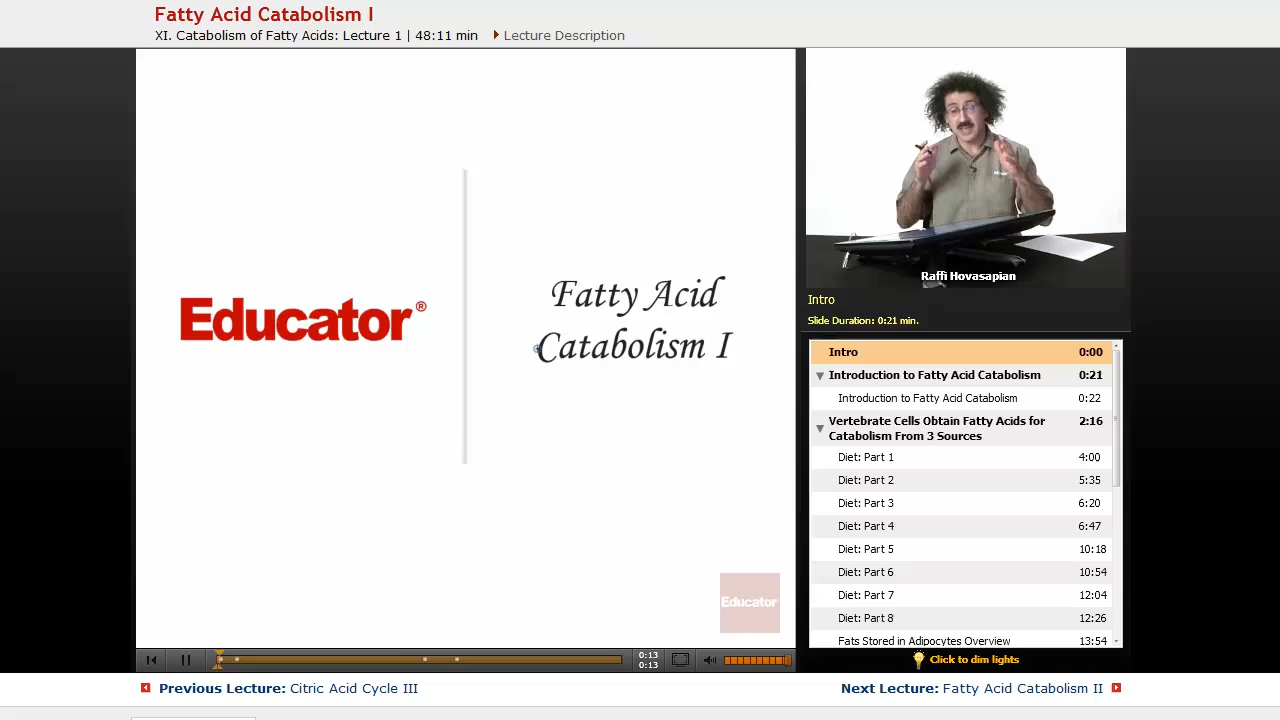 Fatty Acid Catabolism I
XI. Catabolism of Fatty Acids: Lecture 1 | 48:11 min Lecture Description
Educator®
Fatty Acid
Catabolism I
Educator
Raffi Hovasapian
Intro
Slide Duration: 0:21 min.
Intro 0:00
Introduction to Fatty Acid Catabolism 0:21
Introduction to Fatty Acid Catabolism 0:22
Vertebrate Cells Obtain Fatty Acids for 2:16
Catabolism From 3 Sources
Diet: Part 1 4:00
Diet: Part 2 5:35
Diet: Part 3 6:20
Diet: Part 4 6:47
Diet: Part 5 10:18
Diet: Part 6 10:54
Diet: Part 7 12:04
Diet: Part 8 12:26
Fats Stored in Adipocytes Overview 13:54
0:13
0:13
Click to dim lights
Previous Lecture: Citric Acid Cycle III
Next Lecture: Fatty Acid Catabolism II